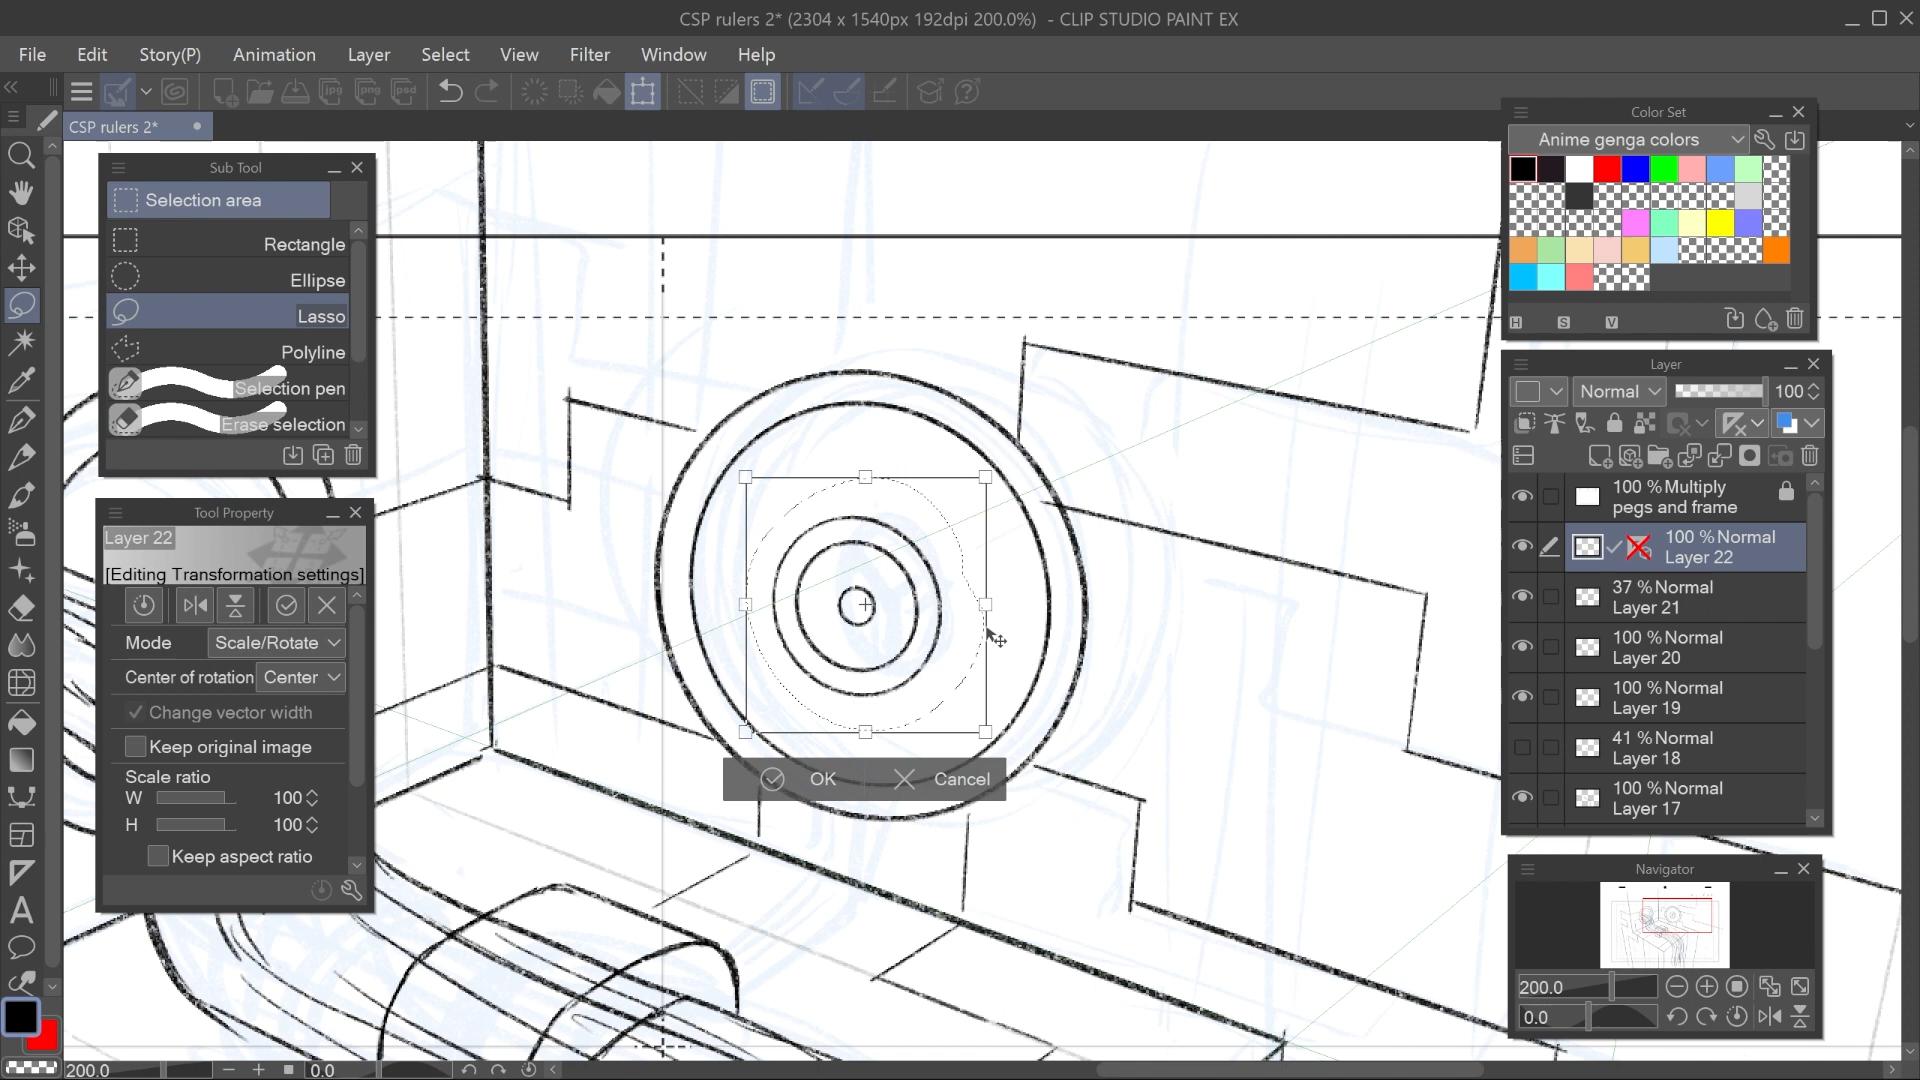 CSP rulers 2* (2304 x 1540px 192dpi 200.0%) - CLIP STUDIO PAINT EX
File Edit Story(P) Animation Layer Select View Filter Window Help
jpg png psd
CSP rulers 2*
Sub Tool
Selection area
Rectangle
Ellipse
Lasso
Polyline
Selection pen
Erase selection
Tool Property
Layer 22
[Editing Transformation settings]
Mode Scale/Rotate
Center of rotation Center
Change vector width
Keep original image
Scale ratio
W 100
H 100
Keep aspect ratio
OK Cancel
Color Set
Anime genga colors
H S V
Layer
Normal 100
100 % Multiply
pegs and frame
100 % Normal
Layer 22
37 % Normal
Layer 21
100 % Normal
Layer 20
100 % Normal
Layer 19
41 % Normal
Layer 18
100 % Normal
Layer 17
Navigator
200.0
0.0
A
200.0 0.0